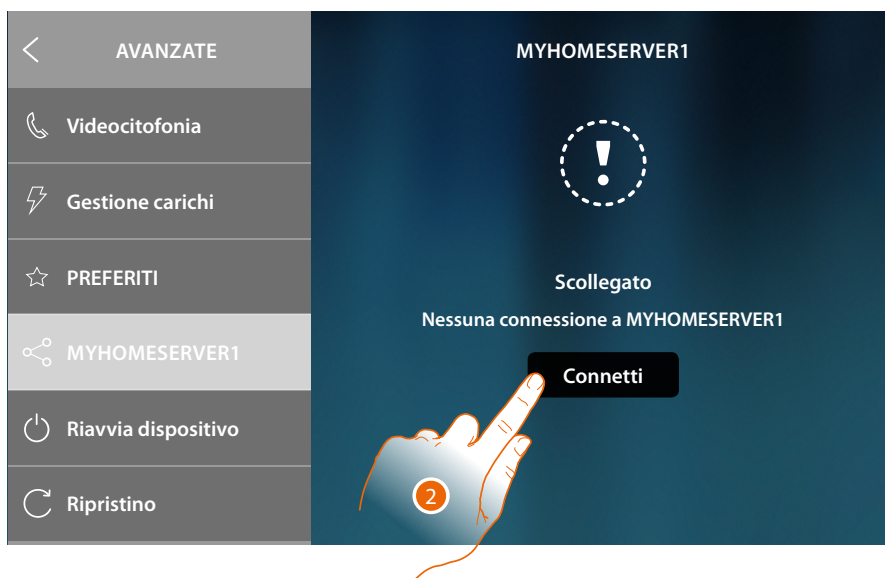 AVANZATE
Videocitofonia
Gestione carichi
PREFERITI
MYHOMESERVER1
Riavvia dispositivo
Ripristino
MYHOMESERVER1
!
Scollegato
Nessuna connessione a MYHOMESERVER1
Connetti
2